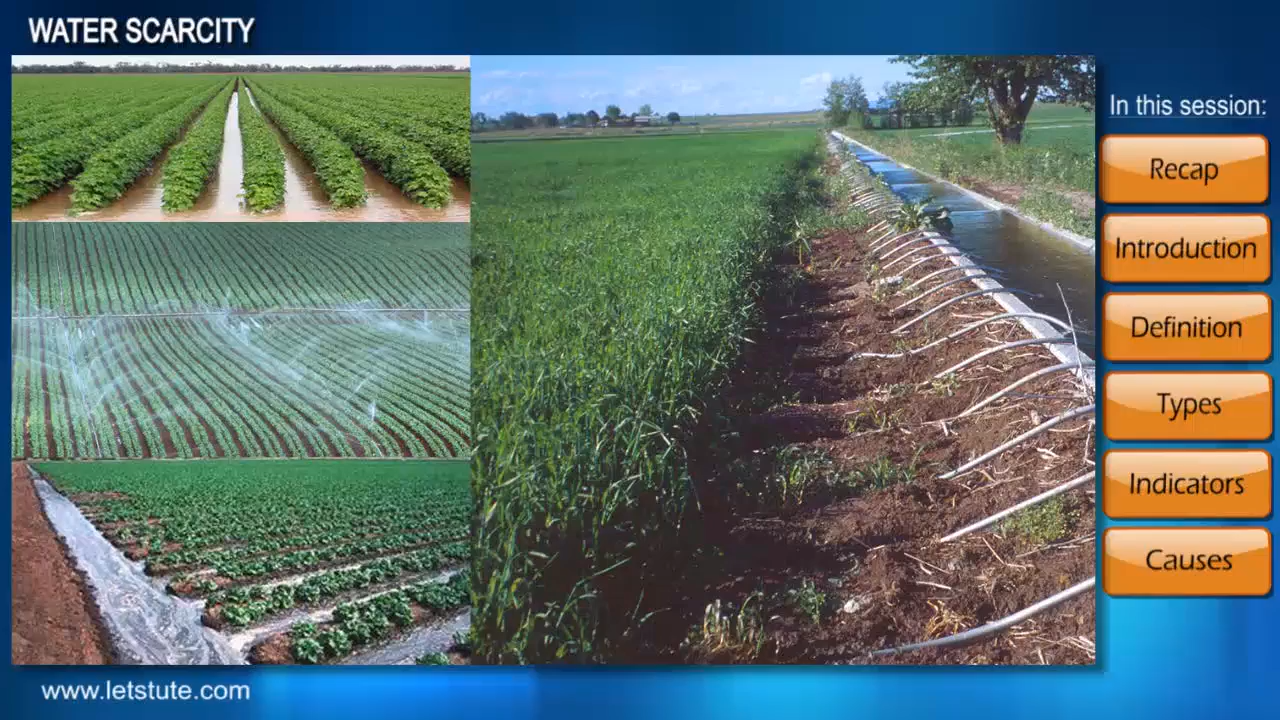 WATER SCARCITY
In this session:
Recap
Introduction
Definition
Types
Indicators
Causes
www.letstute.com